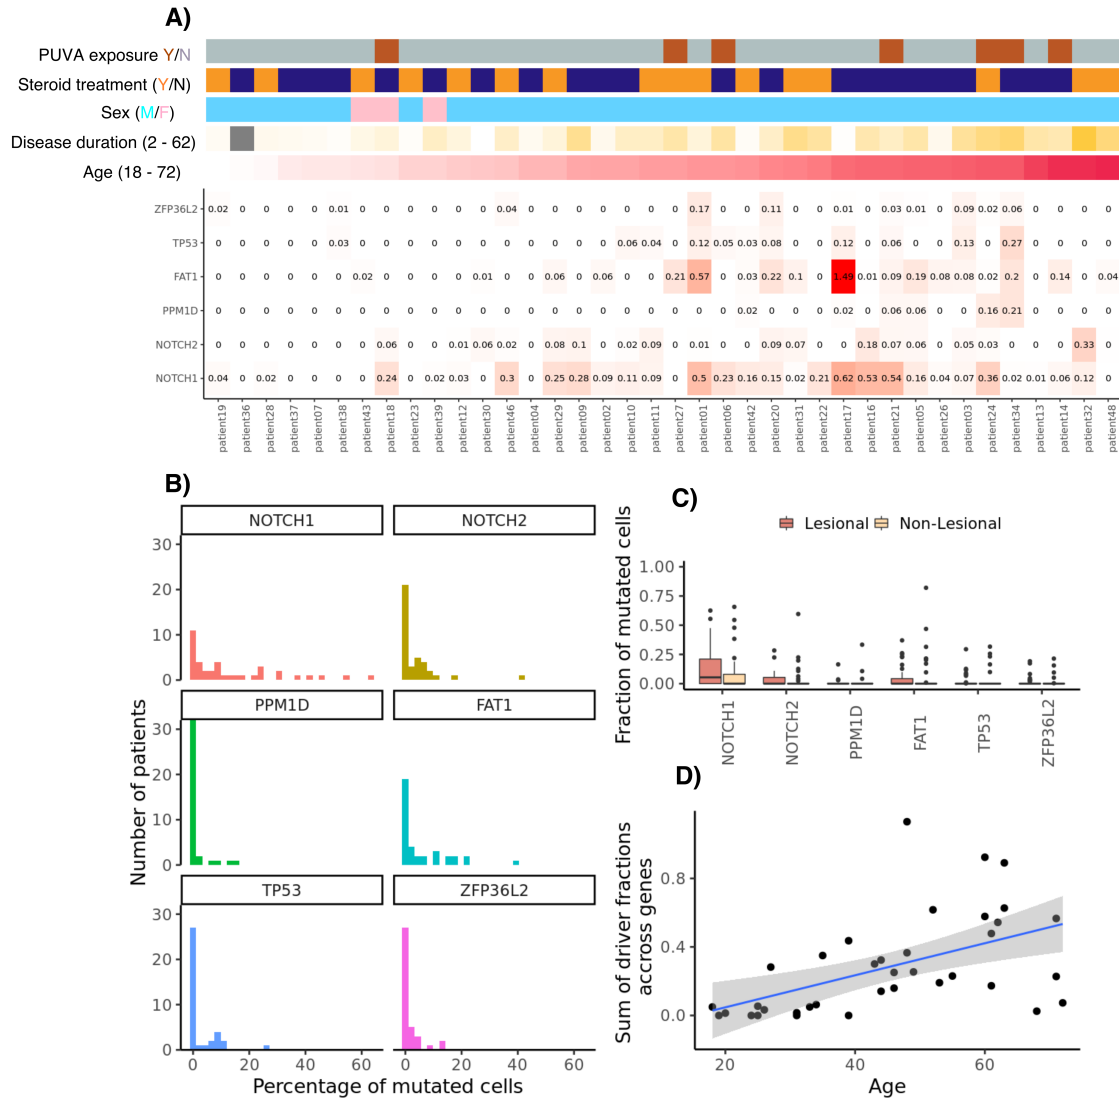 A)
PUVA exposure Y/N
Steroid treatment (Y/N)
Sex (M/F)
Disease duration (2 - 62)
Age (18 - 72)
ZFP36L2 0.02 0 0 0 0 0.01 0 0 0 0 0 0 0.04 0 0 0 0 0 0 0 0.17 0 0 0.11 0 0 0.01 0 0.03 0.01 0 0.09 0.02 0.06 0 0 0 0
TP53 0 0 0 0 0 0.03 0 0 0 0 0 0 0 0 0 0 0 0.06 0.04 0 0.12 0.05 0.03 0.08 0 0 0.12 0 0.06 0 0 0.13 0 0.27 0 0 0 0
FAT1 0 0 0 0 0 0 0.02 0 0 0 0 0.01 0 0 0.06 0 0.06 0 0 0.21 0.57 0 0.03 0.22 0.1 0 1.49 0.01 0.09 0.19 0.08 0.08 0.02 0.2 0 0.14 0 0.04
PPM1D 0 0 0 0 0 0 0 0 0 0 0 0 0 0 0 0 0 0 0 0 0 0 0.02 0 0 0 0.02 0 0.06 0.06 0 0 0.16 0.21 0 0 0 0
NOTCH2 0 0 0 0 0 0 0 0.06 0 0 0.01 0.06 0.02 0 0.08 0.1 0 0.02 0.09 0 0.01 0 0 0.09 0.07 0 0 0.18 0.07 0.06 0 0.05 0.03 0 0 0 0.33 0
NOTCH1 0.04 0 0.02 0 0 0 0 0.24 0 0.02 0.03 0 0.3 0 0.25 0.28 0.09 0.11 0.09 0 0.5 0.23 0.16 0.15 0.02 0.21 0.62 0.53 0.54 0.16 0.04 0.07 0.36 0.02 0.01 0.06 0.12 0
patient19 patient36 patient28 patient37 patient07 patient38 patient43 patient18 patient23 patient39 patient12 patient30 patient46 patient04 patient29 patient09 patient02 patient10 patient11 patient27 patient01 patient06 patient42 patient20 patient31 patient22 patient17 patient16 patient21 patient05 patient26 patient03 patient24 patient34 patient13 patient14 patient32 patient48
B)
Number of patients
NOTCH1 NOTCH2
30
20
10
0
PPM1D FAT1
30
20
10
0
TP53 ZFP36L2
30
20
10
0
0 20 40 60 0 20 40 60
Percentage of mutated cells
C)
Lesional Non-Lesional
Fraction of mutated cells
1.00
0.75
0.50
0.25
0.00
NOTCH1 NOTCH2 PPM1D FAT1 TP53 ZFP36L2
D)
Sum of driver fractions
accross genes
0.8
0.4
0.0
20 40 60
Age